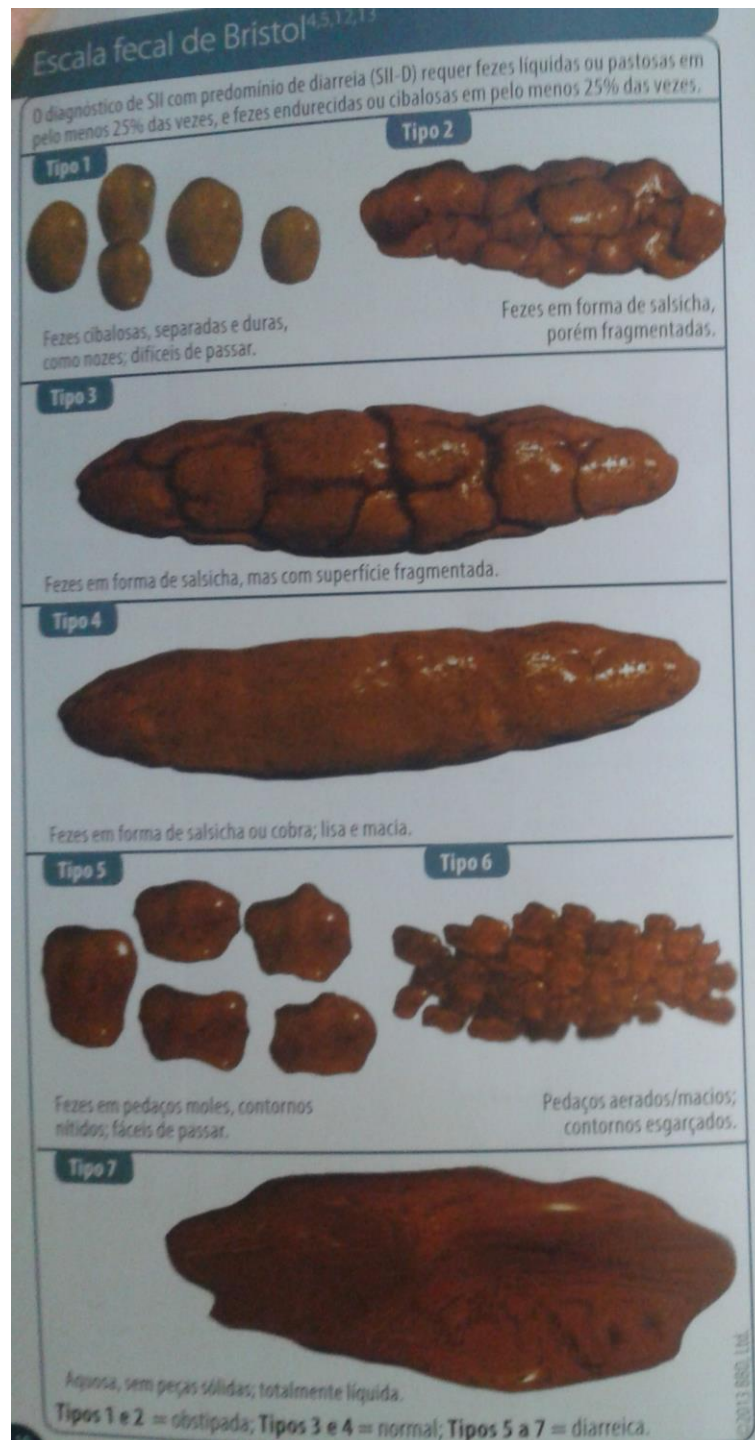 Escala fecal de Bristol4,5,12,13
O diagnóstico de SII com predomínio de diarreia (SII-D) requer fezes líquidas ou pastosas em
pelo menos 25% das vezes, e fezes endurecidas ou cibalosas em pelo menos 25% das vezes.
Tipo 1
Fezes cibalosas, separadas e duras,
como nozes; difíceis de passar.
Tipo 2
Fezes em forma de salsicha,
porém fragmentadas.
Tipo 3
Fezes em forma de salsicha, mas com superfície fragmentada.
Tipo 4
Fezes em forma de salsicha ou cobra; lisa e macia.
Tipo 5
Fezes em pedaços moles, contornos
nítidos; fáceis de passar.
Tipo 6
Pedaços aerados/macios;
contornos esgarçados.
Tipo 7
Aquosa, sem peças sólidas; totalmente líquida.
Tipos 1 e 2 = obstipada; Tipos 3 e 4 = normal; Tipos 5 a 7 = diarreica.
©2013 BBD Ltd.